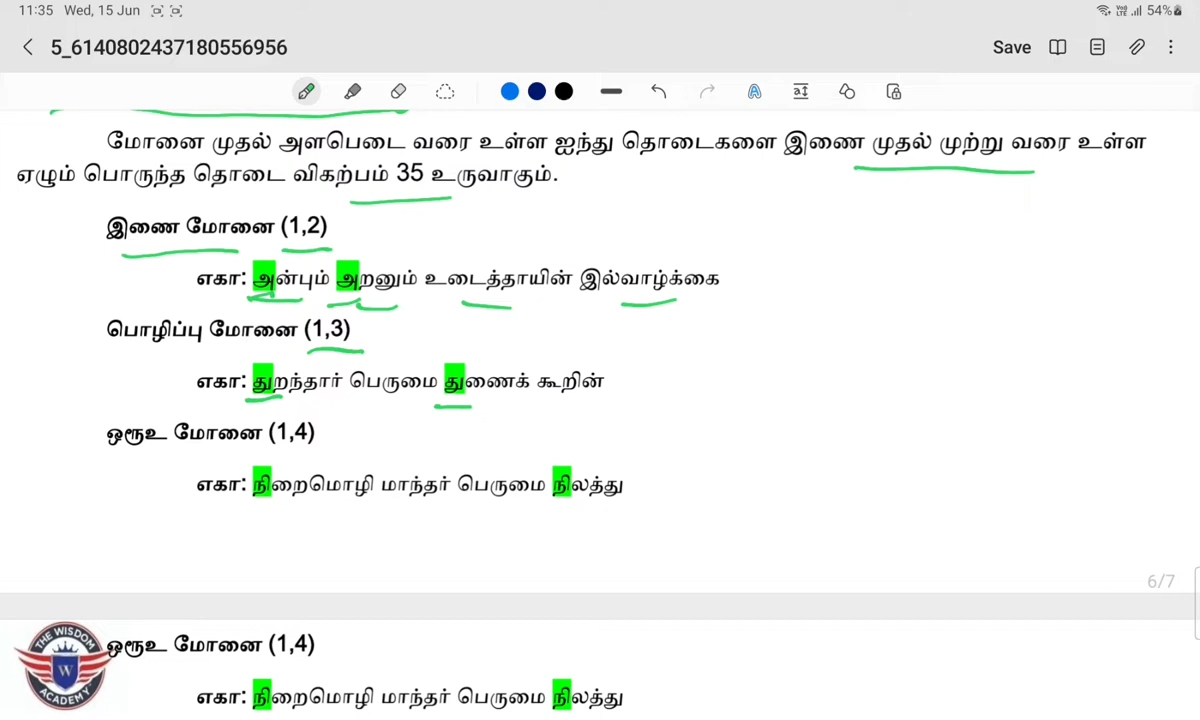 11:35 Wed, 15 Jun 54%
5_6140802437180556956 Save
மோனை முதல் அளபெடை வரை உள்ள ஐந்து தொடைகளை இணை முதல் முற்று வரை உள்ள
ஏழும் பொருந்த தொடை விகற்பம் 35 உருவாகும்.
இணை மோனை (1,2)
எகா: அன்பும் அறனும் உடைத்தாயின் இல்வாழ்க்கை
பொழிப்பு மோனை (1,3)
எகா: துறந்தார் பெருமை துணைக் கூறின்
ஒரூஉ மோனை (1,4)
எகா: நிறைமொழி மாந்தர் பெருமை நிலத்து
6/7
ஒரூஉ மோனை (1,4)
எகா: நிறைமொழி மாந்தர் பெருமை நிலத்து
THE WISDOM
W
ACADEMY